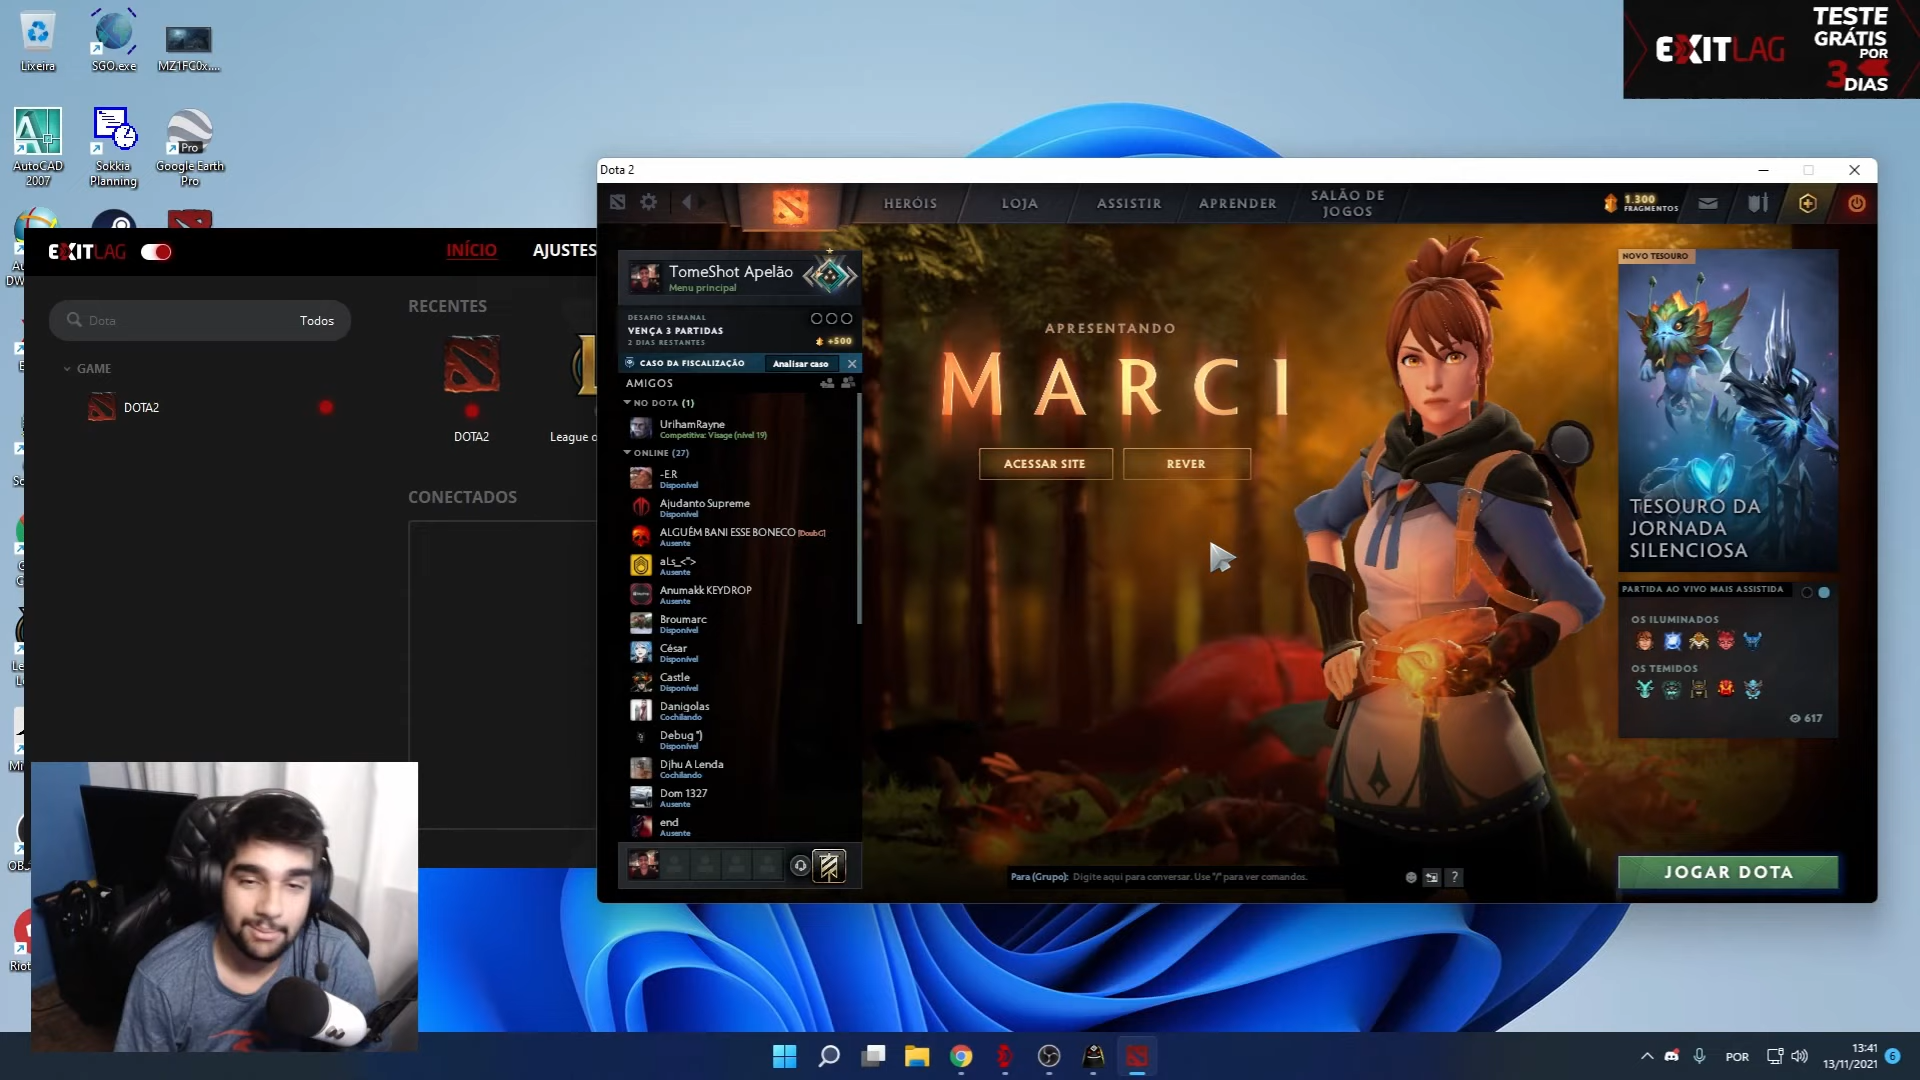 Lixeira
SGO.exe
MZ1FC0x....
AutoCAD
2007
Sokkia
Planning
Pro
Google Earth
Pro
EXITLAG
TESTE
GRÁTIS
POR
3 DIAS
EXITLAG
INÍCIO
AJUSTES
Dota
Todos
GAME
DOTA2
RECENTES
DOTA2
League o
CONECTADOS
Dota 2
HERÓIS
LOJA
ASSISTIR
APRENDER
SALÃO DE
JOGOS
1.300
FRAGMENTOS
TomeShot Apelão
Menu principal
DESAFIO SEMANAL
VENÇA 3 PARTIDAS
2 DIAS RESTANTES
+500
CASO DA FISCALIZAÇÃO
Analisar caso
AMIGOS
NO DOTA (1)
UrihamRayne
Competitiva: Visage (nível 19)
ONLINE (27)
-E.R
Disponível
Ajudanto Supreme
Disponível
ALGUÉM BANI ESSE BONECO [DoubG]
Ausente
aLs_<">
Ausente
Anumakk KEYDROP
Ausente
Broumarc
Disponível
César
Disponível
Castle
Disponível
Danigolas
Cochilando
Debug ")
Disponível
Djhu A Lenda
Cochilando
Dom 1327
Ausente
end
Ausente
APRESENTANDO
MARCI
ACESSAR SITE
REVER
NOVO TESOURO
TESOURO DA
JORNADA
SILENCIOSA
PARTIDA AO VIVO MAIS ASSISTIDA
OS ILUMINADOS
OS TEMIDOS
617
Para (Grupo): Digite aqui para conversar. Use "/" para ver comandos.
?
JOGAR DOTA
Riot
POR
13:41
13/11/2021
6